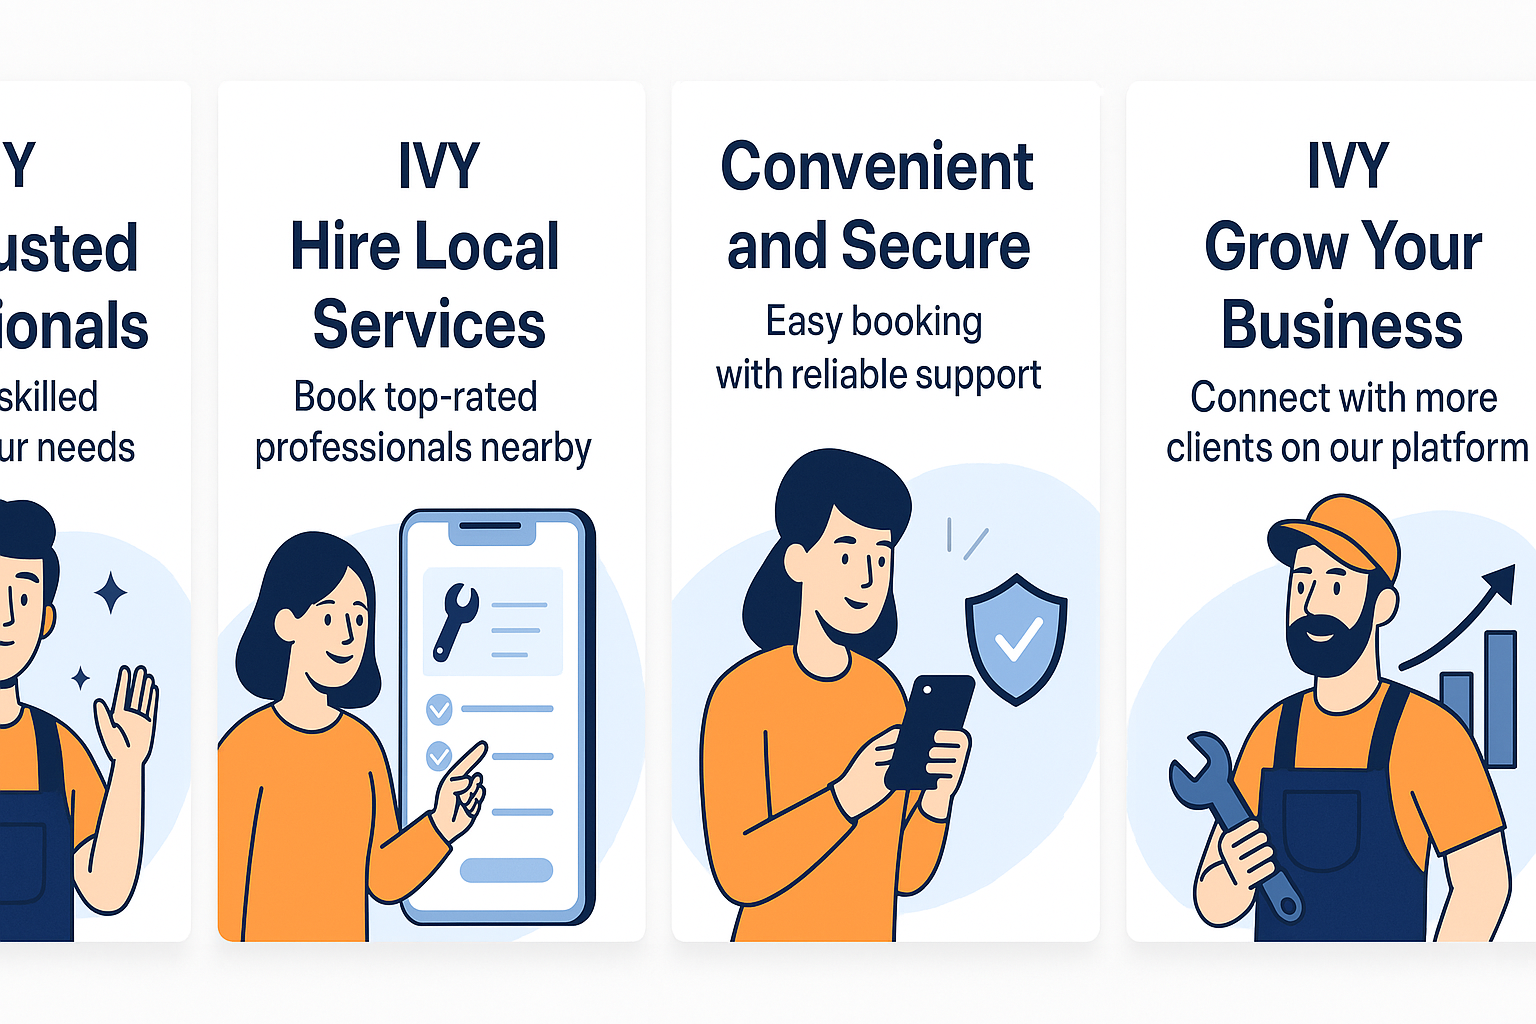 Y
usted
ionals
skilled
ur needs
IVY
Hire Local
Services
Book top-rated
professionals nearby
Convenient
and Secure
Easy booking
with reliable support
IVY
Grow Your
Business
Connect with more
clients on our platform